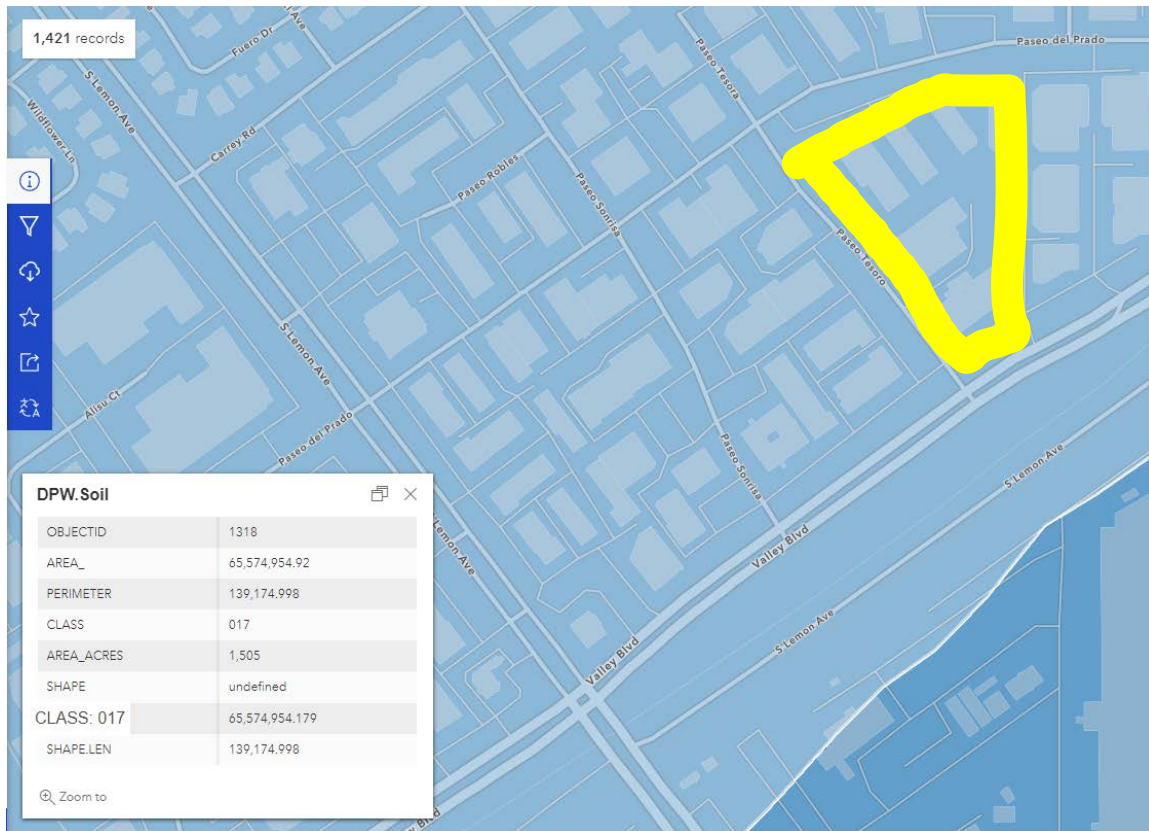 1,421 records
Fuero Dr
S Lemon Ave
Wildflower Ln
Carrey Rd
Paseo Robles
Paseo Sonrisa
Paseo Tesora
Paseo del Prado
Paseo Tesoro
S Lemon Ave
Alisu Ct
Paseo del Prado
Paseo Sonrisa
S Lemon Ave
Valley Blvd
Lemon Ave
Valley Blvd
S Lemon Ave
DPW.Soil
OBJECTID 1318
AREA_ 65,574,954.92
PERIMETER 139,174.998
CLASS 017
AREA_ACRES 1,505
SHAPE undefined
CLASS: 017 65,574,954.179
SHAPE.LEN 139,174.998
Zoom to